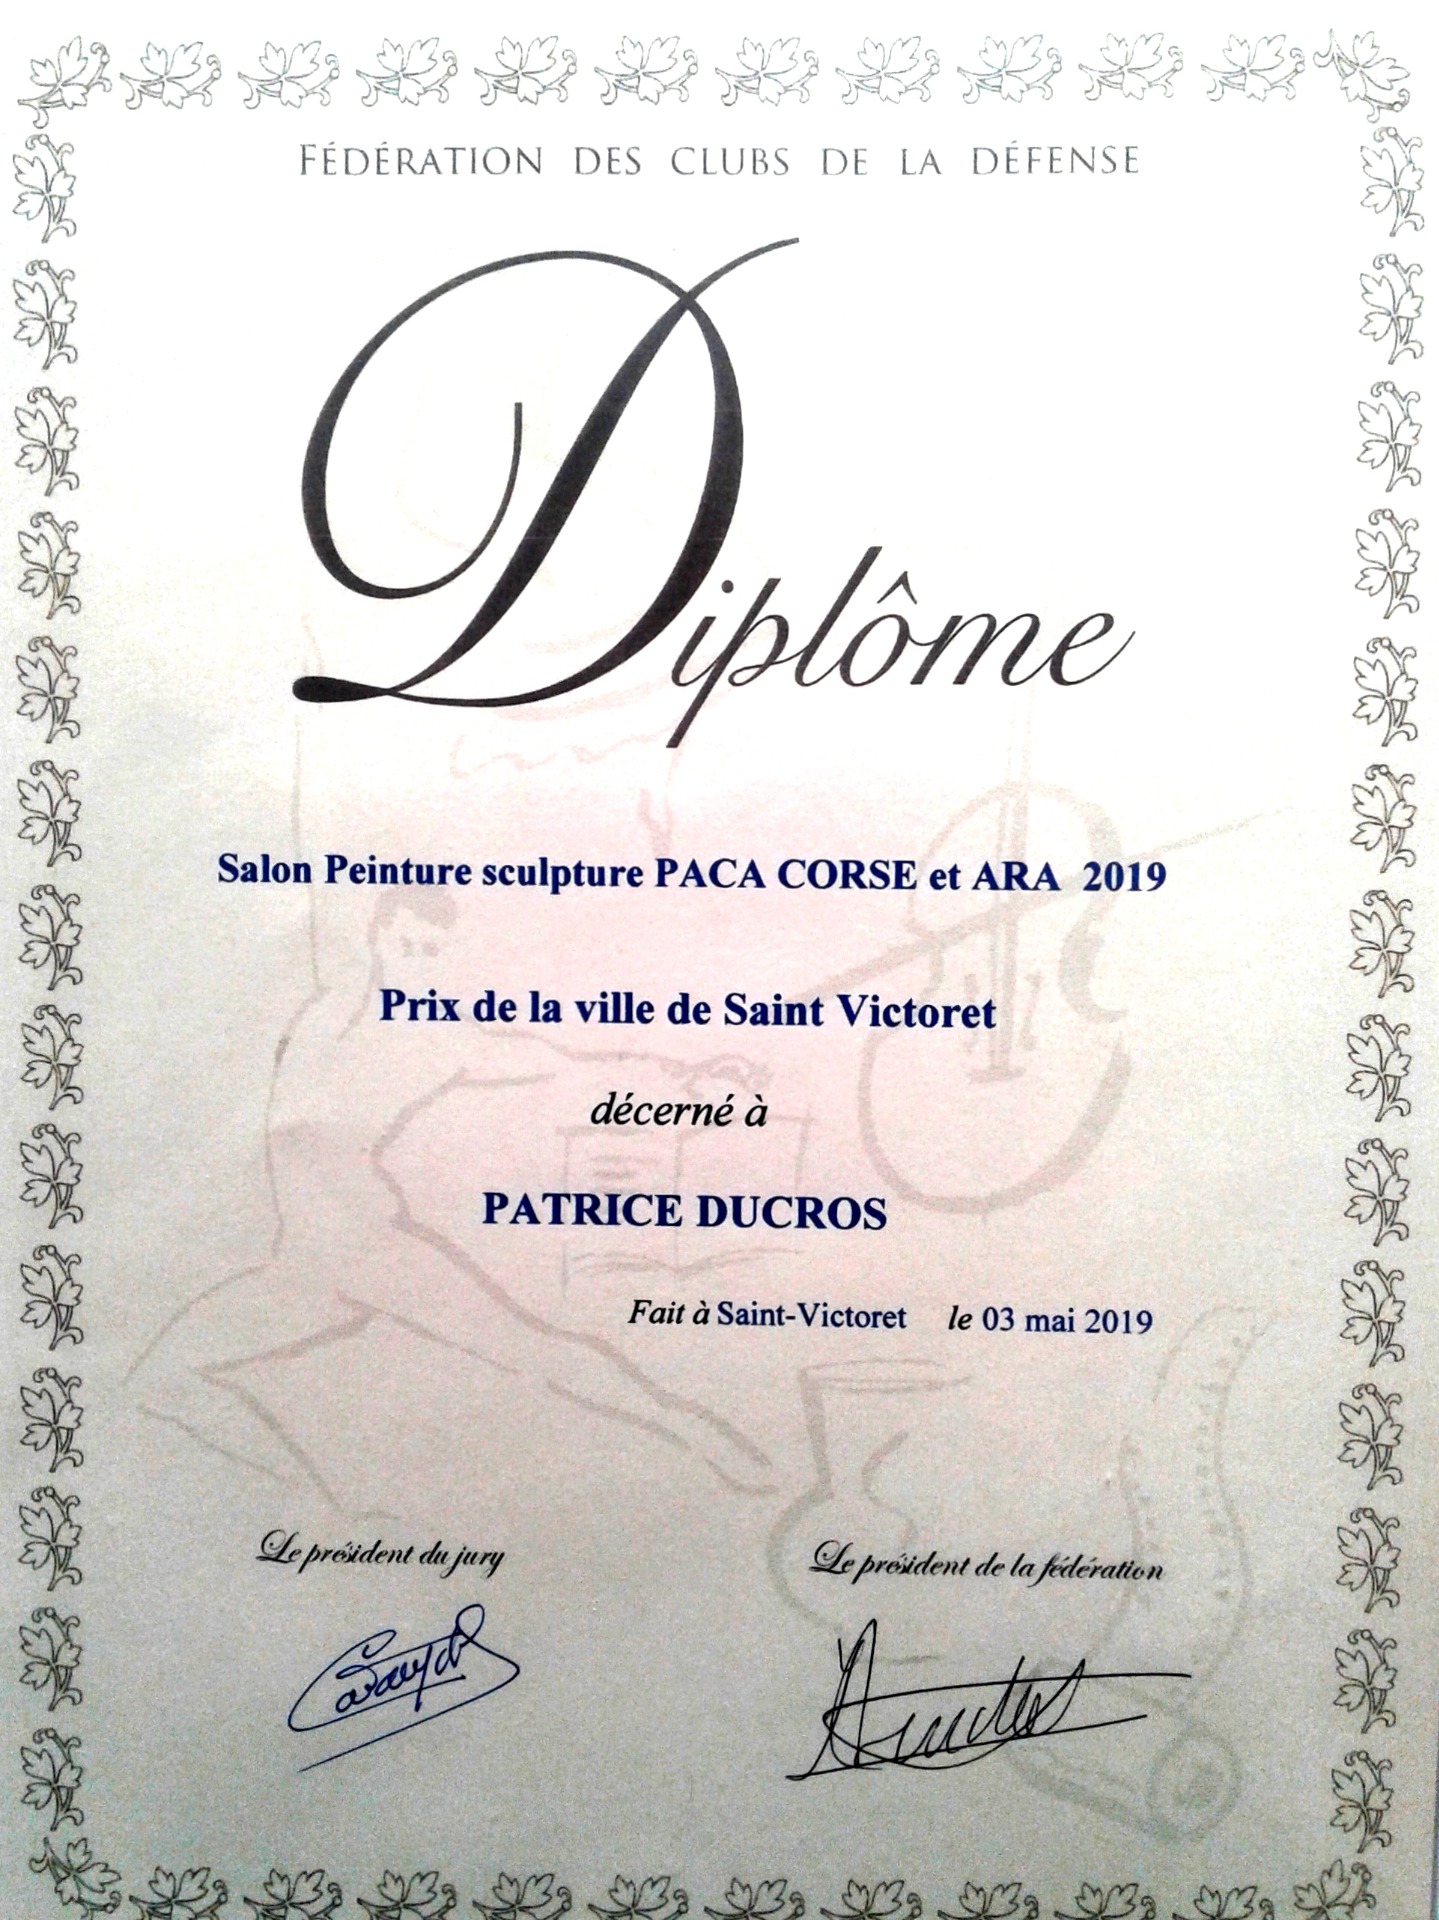 FÉDÉRATION DES CLUBS DE LA DÉFENSE
Diplôme
Salon Peinture sculpture PACA CORSE et ARA 2019
Prix de la ville de Saint Victoret
décerné à
PATRICE DUCROS
Fait à Saint-Victoret le 03 mai 2019
Le président du jury
Le président de la fédération